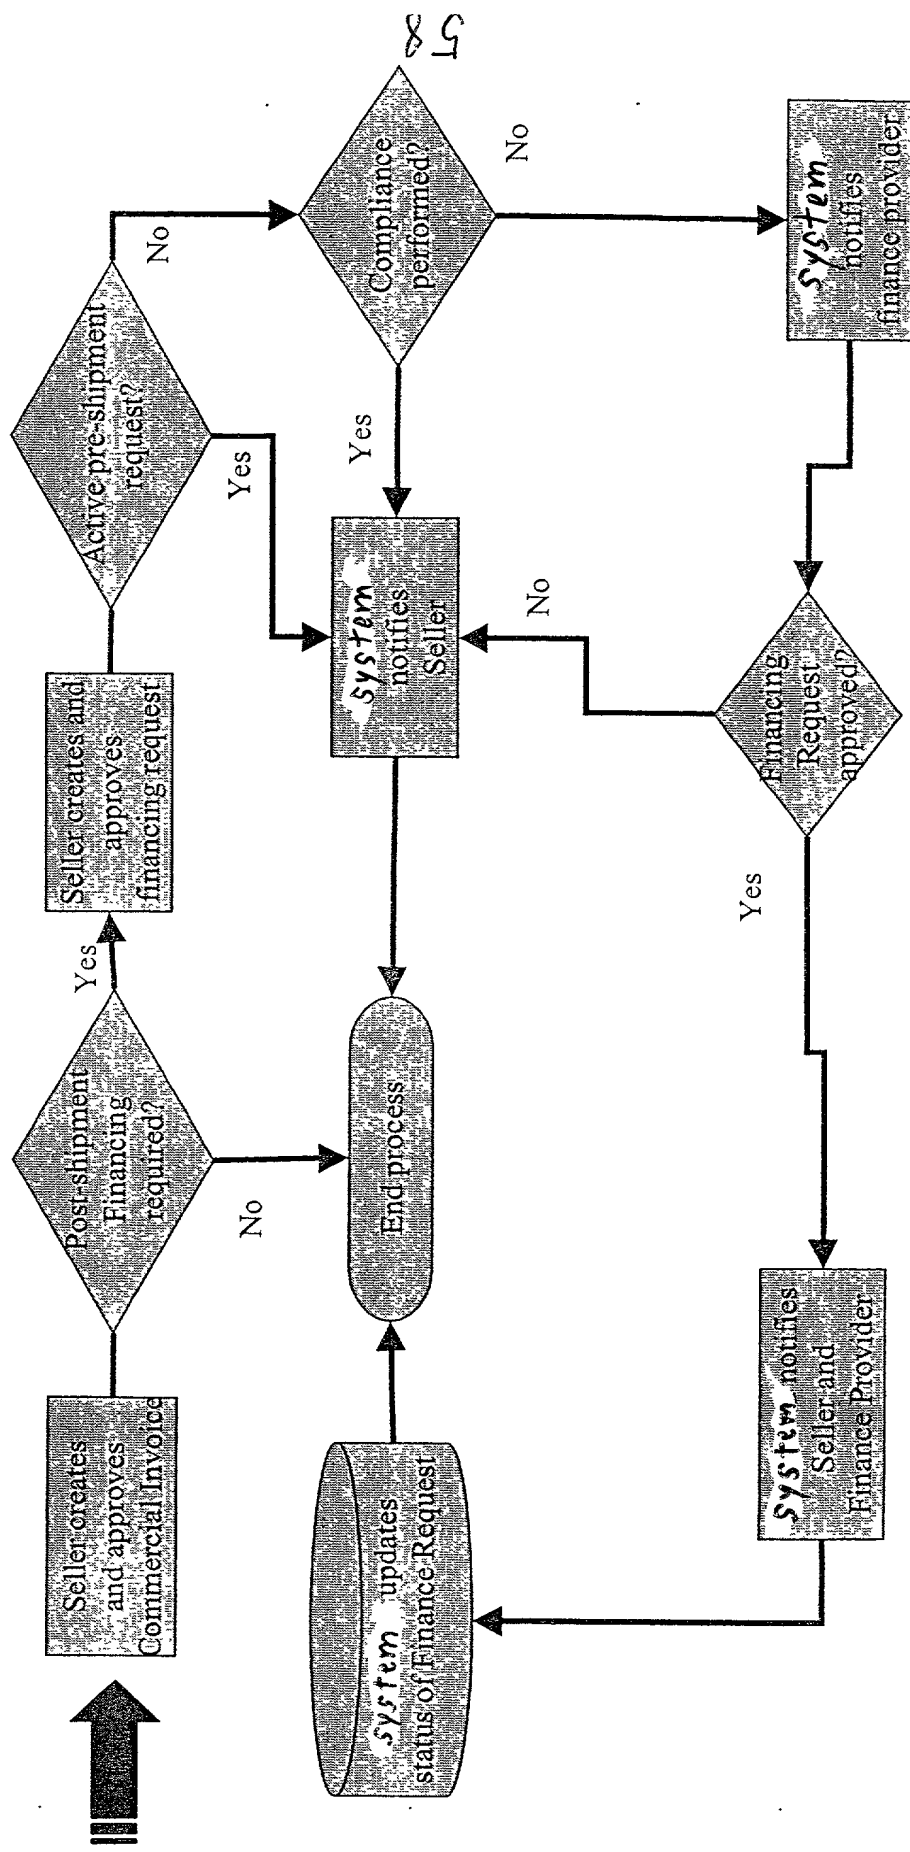 Seller creates
and approves
Commercial Invoice
Post-shipment
Financing
required?
Yes
No
Seller creates and
approves
financing request
Active pre-shipment
request?
No
Yes
58
Compliance
performed?
Yes
No
system
notifies
Seller
End process
system updates
status of Finance Request
system
notifies
finance provider
Financing
Request
approved?
No
Yes
system notifies
Seller and
Finance Provider